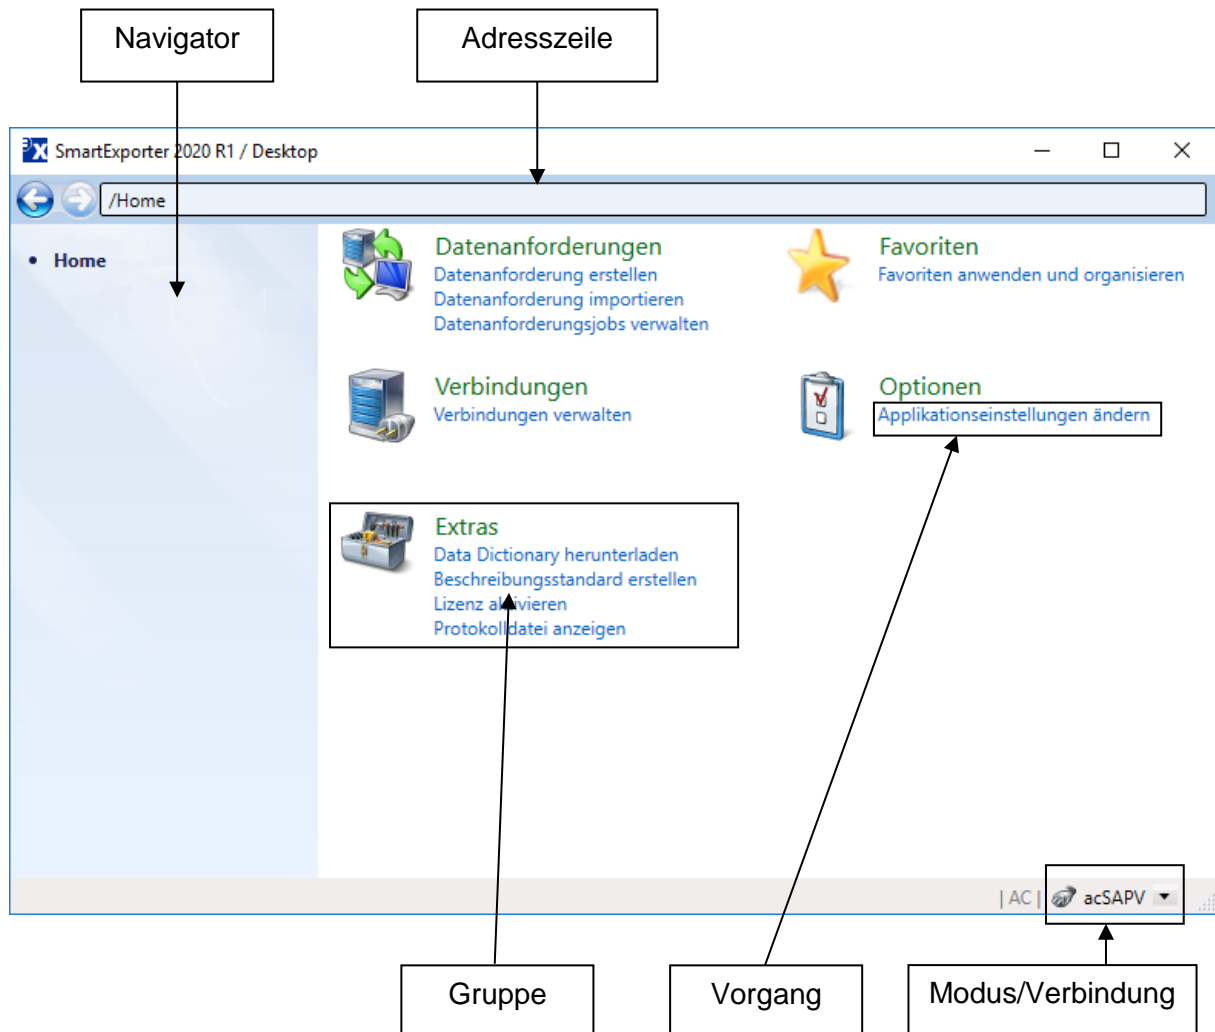 Navigator
Adresszeile
SmartExporter 2020 R1 / Desktop
/Home
Home
Datenanforderungen
Datenanforderung erstellen
Datenanforderung importieren
Datenanforderungsjobs verwalten
Favoriten
Favoriten anwenden und organisieren
Verbindungen
Verbindungen verwalten
Optionen
Applikationseinstellungen ändern
Extras
Data Dictionary herunterladen
Beschreibungsstandard erstellen
Lizenz aktivieren
Protokolldatei anzeigen
| AC | acSAPV
Gruppe
Vorgang
Modus/Verbindung